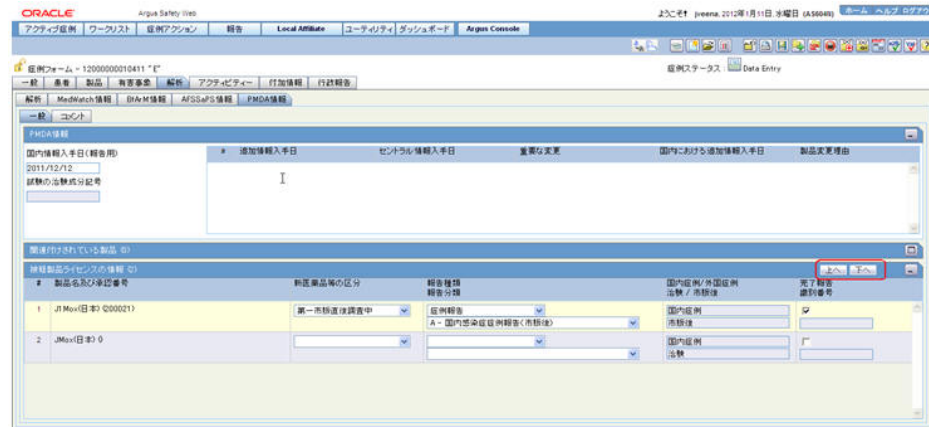 ORACLE Argus Safety Web ようこそ! jveena, 2012年1月11日, 水曜日 (AS604B) ホーム ヘルプ ログアウ
アクティブ症例 ワークリスト 症例アクション 報告 Local Affiliate ユーティリティ ダッシュボード Argus Console
症例フォーム - 12000000010411 "E" 症例ステータス : Data Entry
一般 患者 製品 有害事象 解析 アクティビティー 付加情報 行政報告
解析 MedWatch情報 BfArM情報 AFSSaPS情報 PMDA情報
一般 コメント
PMDA情報
国内情報入手日(報告用) # 追加情報入手日 セントラル情報入手日 重要な変更 国内における追加情報入手日 製品変更理由
2011/12/12
試験の治験成分記号
関連付けされている製品 (0)
被疑製品ライセンスの情報 (2) 上へ 下へ
# 製品名及び承認番号 新医薬品等の区分 報告種類 国内症例/外国症例 完了報告
報告分類 治験 / 市販後 識別番号
1 J1Mox(日本) (200021) 第一市販直後調査中 症例報告 国内症例
A - 国内感染症症例報告(市販後) 市販後
2 JMox(日本) () 国内症例
治験